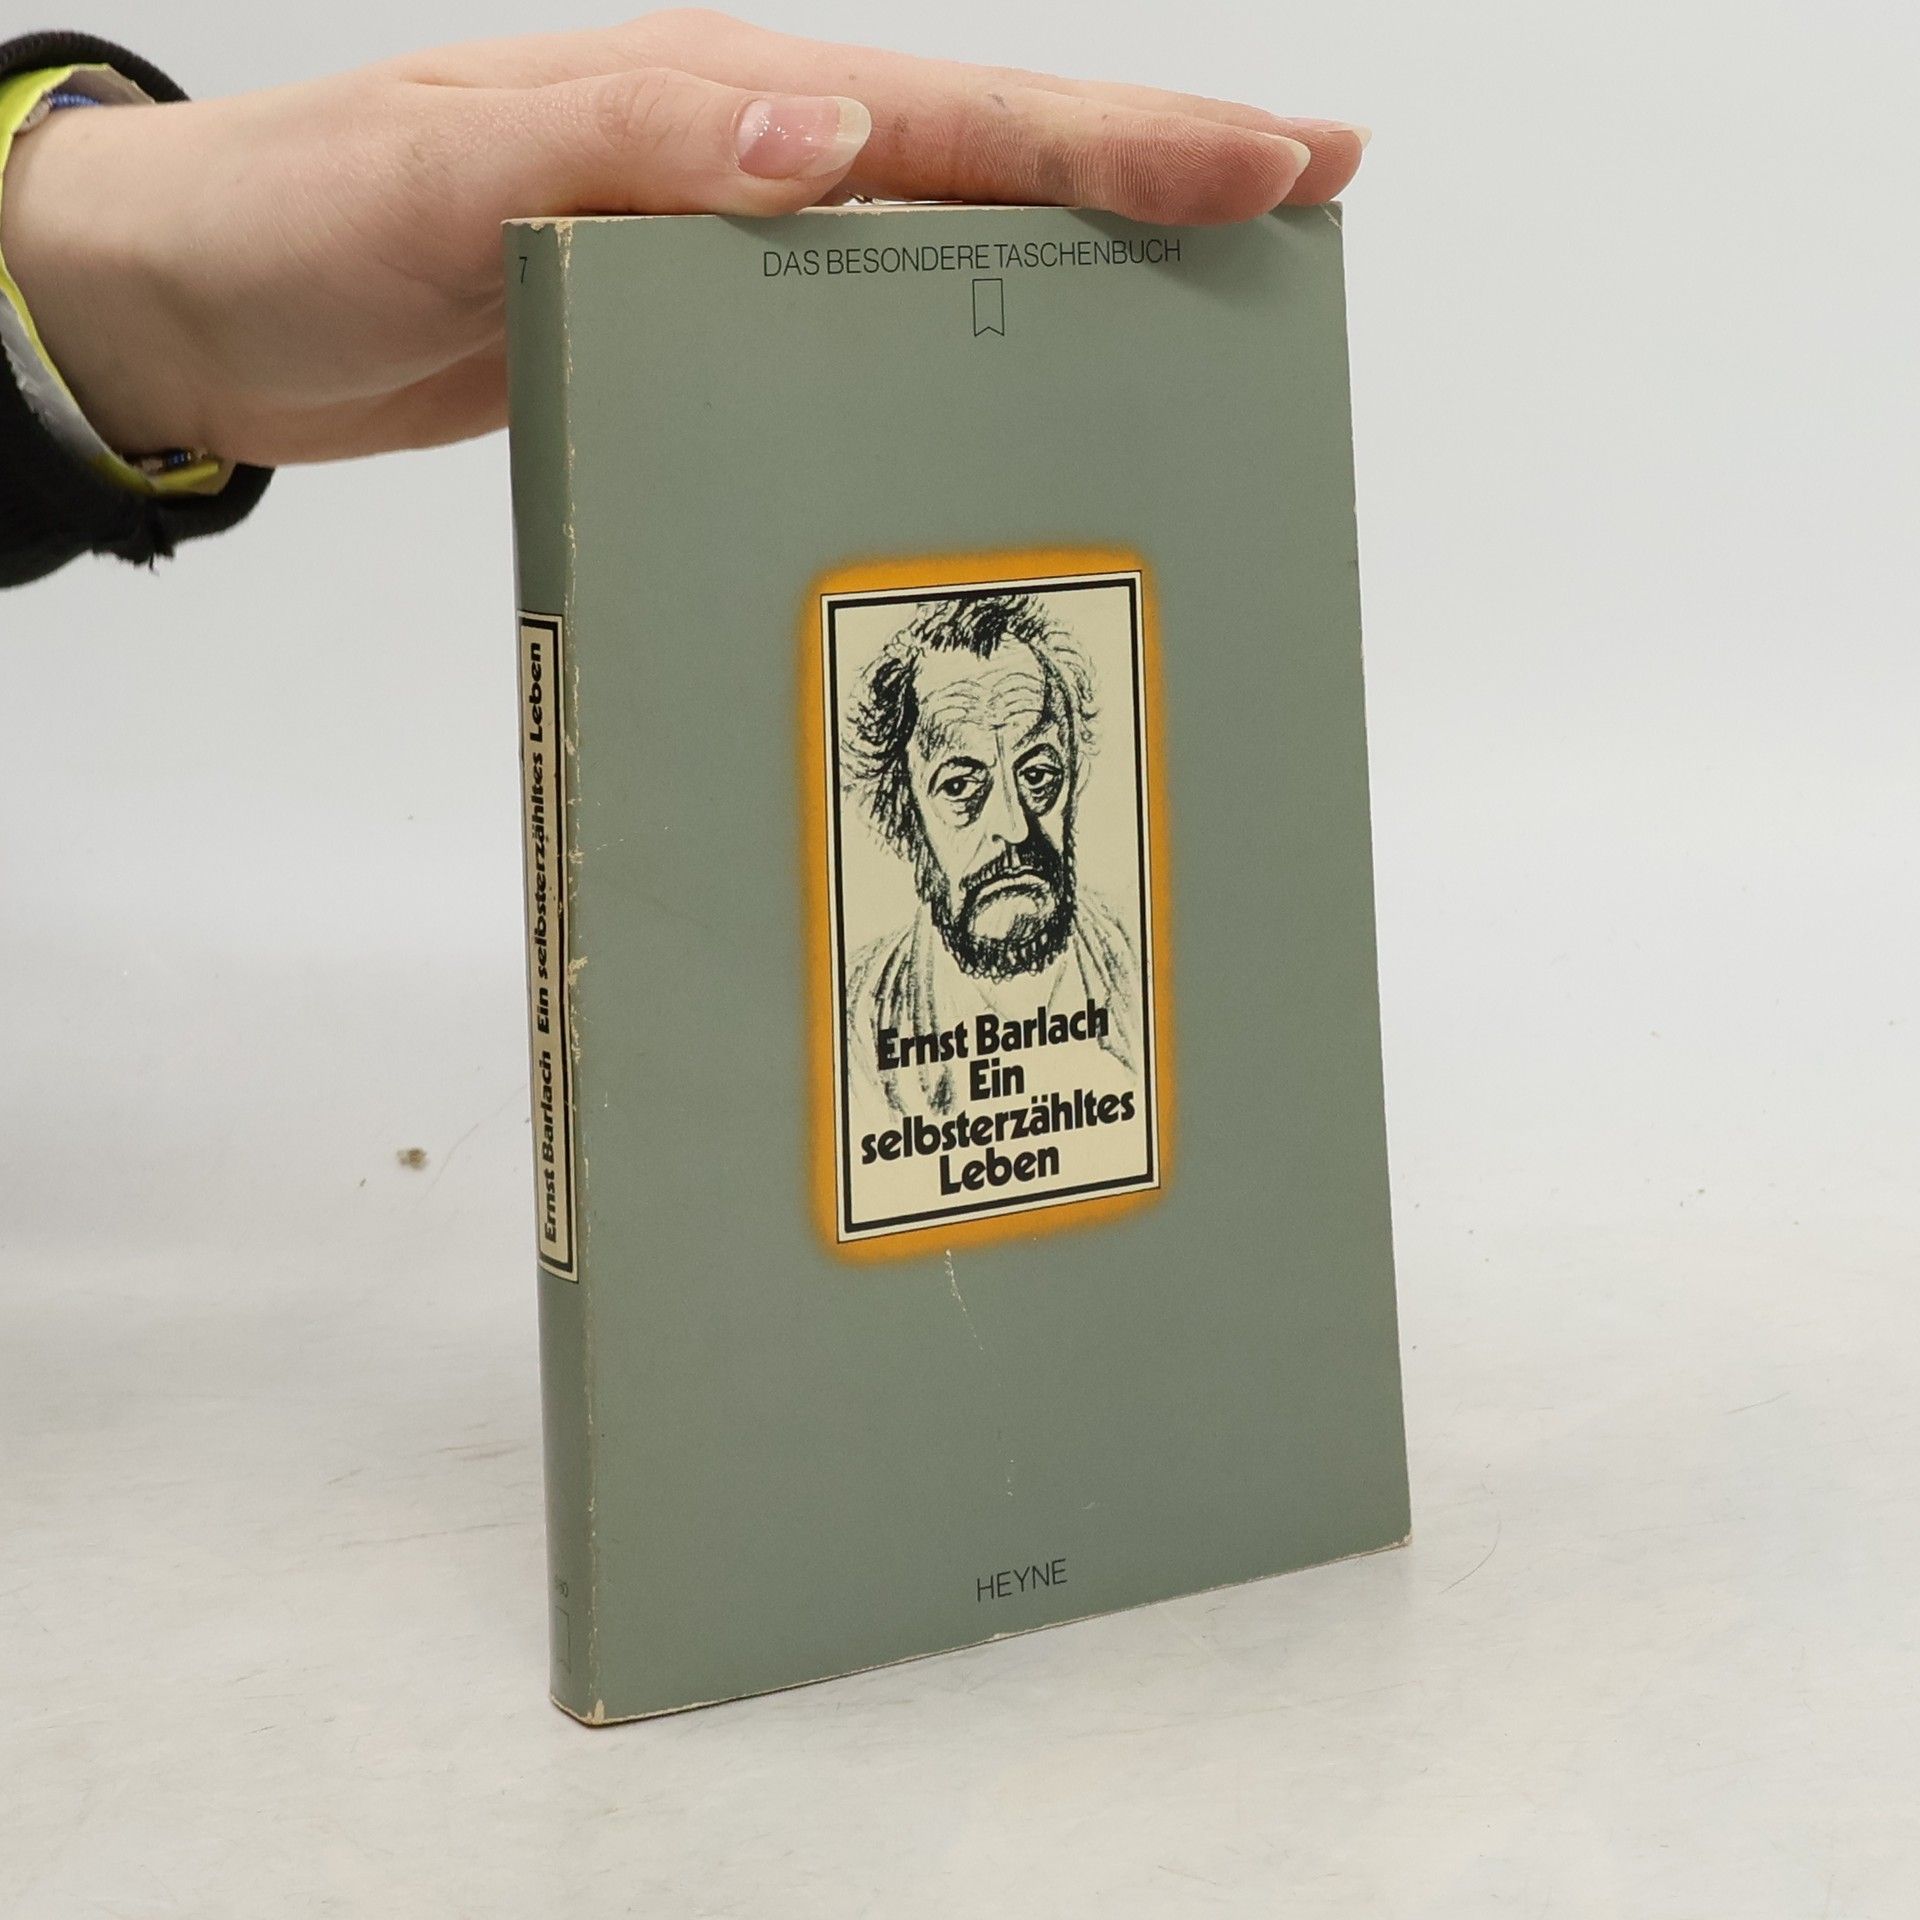 DAS BESONDERE TASCHENBUCH
7
Ernst Barlach
Ein
selbsterzähltes
Leben
Ernst Barlach Ein selbsterzähltes Leben
HEYNE